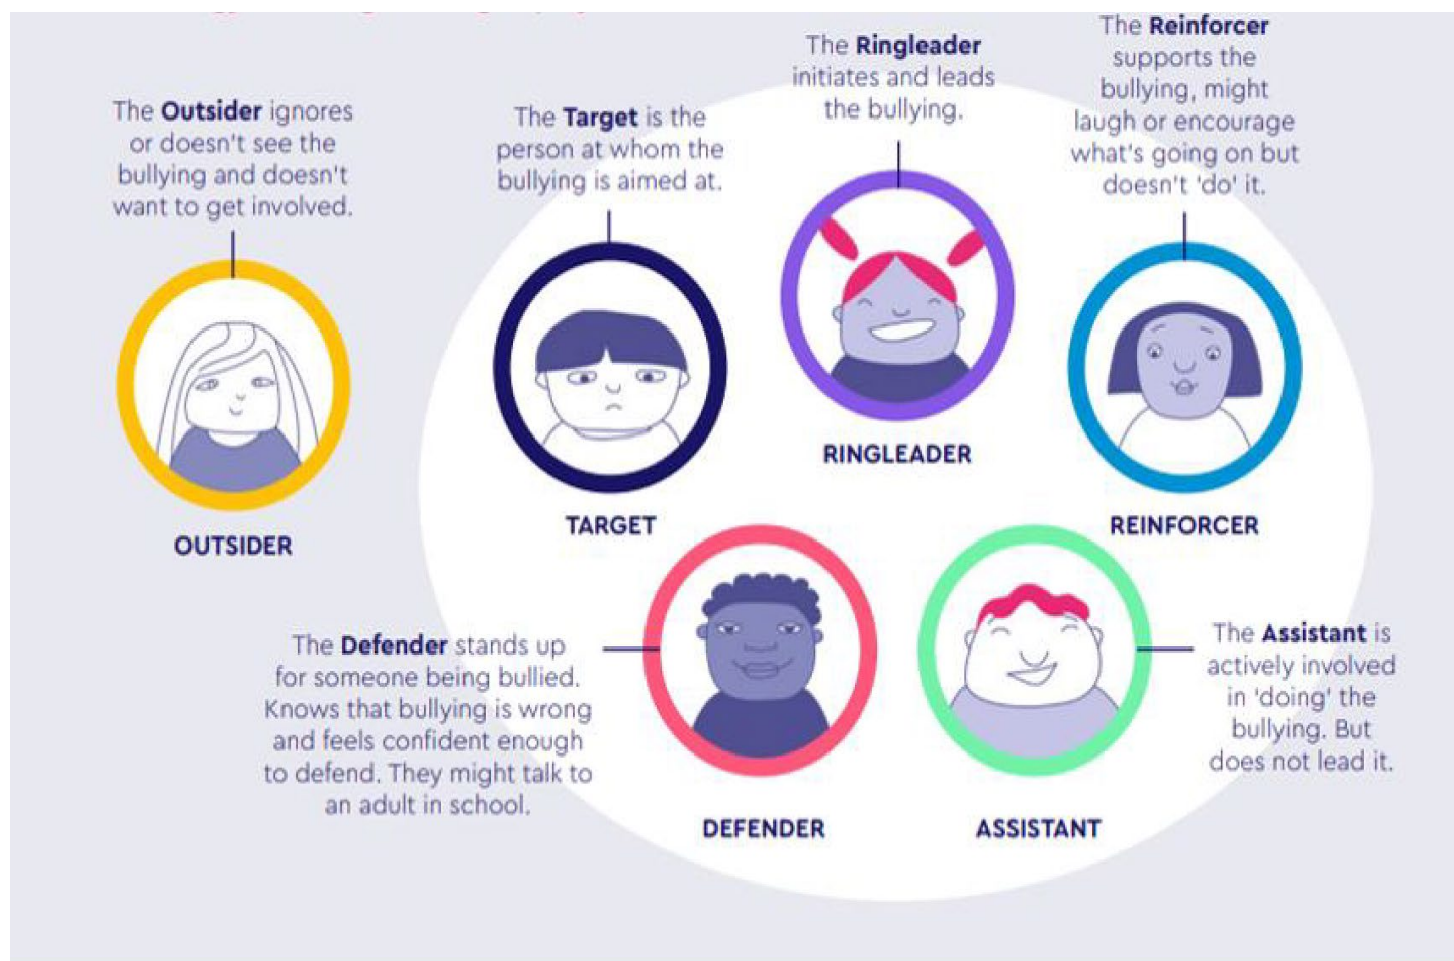 The Outsider ignores
or doesn't see the
bullying and doesn't
want to get involved.
OUTSIDER
The Target is the
person at whom the
bullying is aimed at.
TARGET
The Ringleader
initiates and leads
the bullying.
RINGLEADER
The Reinforcer
supports the
bullying, might
laugh or encourage
what's going on but
doesn't 'do' it.
REINFORCER
The Defender stands up
for someone being bullied.
Knows that bullying is wrong
and feels confident enough
to defend. They might talk to
an adult in school.
DEFENDER
The Assistant is
actively involved
in 'doing' the
bullying. But
does not lead it.
ASSISTANT